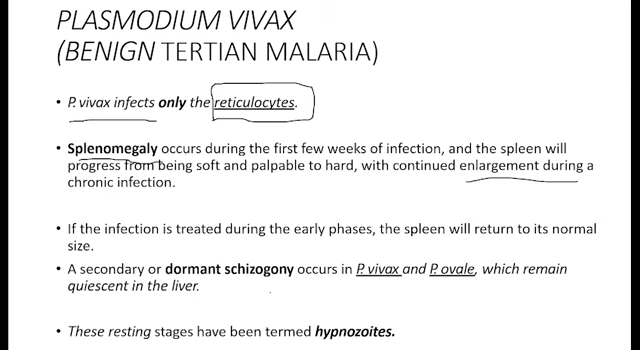 PLASMODIUM VIVAX
(BENIGN TERTIAN MALARIA)
• P. vivax infects only the reticulocytes.
• Splenomegaly occurs during the first few weeks of infection, and the spleen will
progress from being soft and palpable to hard, with continued enlargement during a
chronic infection.
• If the infection is treated during the early phases, the spleen will return to its normal
size.
• A secondary or dormant schizogony occurs in P. vivax and P. ovale, which remain
quiescent in the liver.
• These resting stages have been termed hypnozoites.